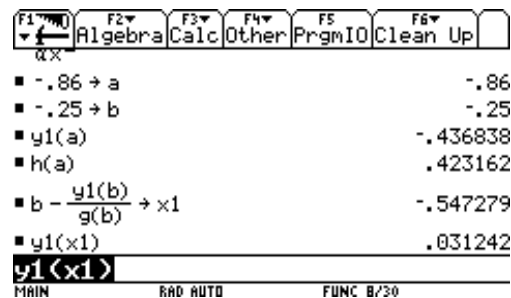 F1 F2▾ F3▾ F4▾ F5 F6▾
Algebra Calc Other PrgmIO Clean Up
▪ -.86 → a -.86
▪ -.25 → b -.25
▪ y1(a) -.436838
▪ h(a) .423162
▪ b - y1(b)/g(b) → x1 -.547279
▪ y1(x1) .031242
y1(x1)
MAIN RAD AUTO FUNC 8/30